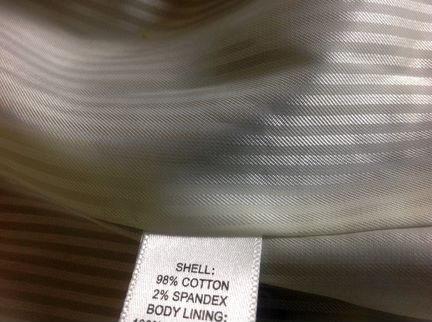 SHELL:
98% COTTON
2% SPANDEX
BODY LINING: